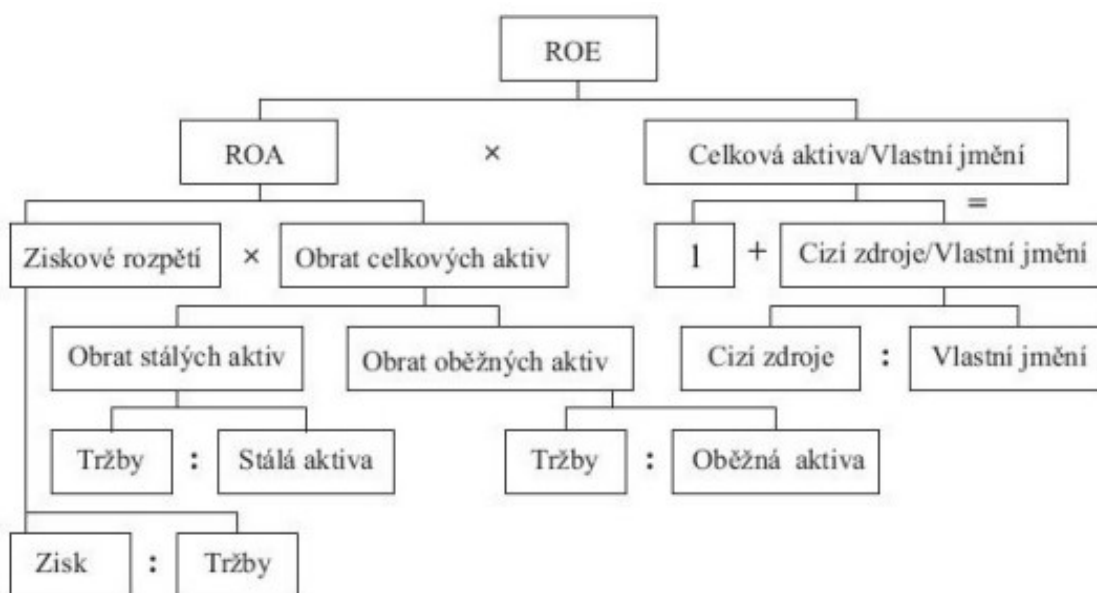 ROE
ROA × Celková aktiva/Vlastní jmění
=
Ziskové rozpětí × Obrat celkových aktiv 1 + Cizí zdroje/Vlastní jmění
Obrat stálých aktiv Obrat oběžných aktiv Cizí zdroje : Vlastní jmění
Tržby : Stálá aktiva Tržby : Oběžná aktiva
Zisk : Tržby